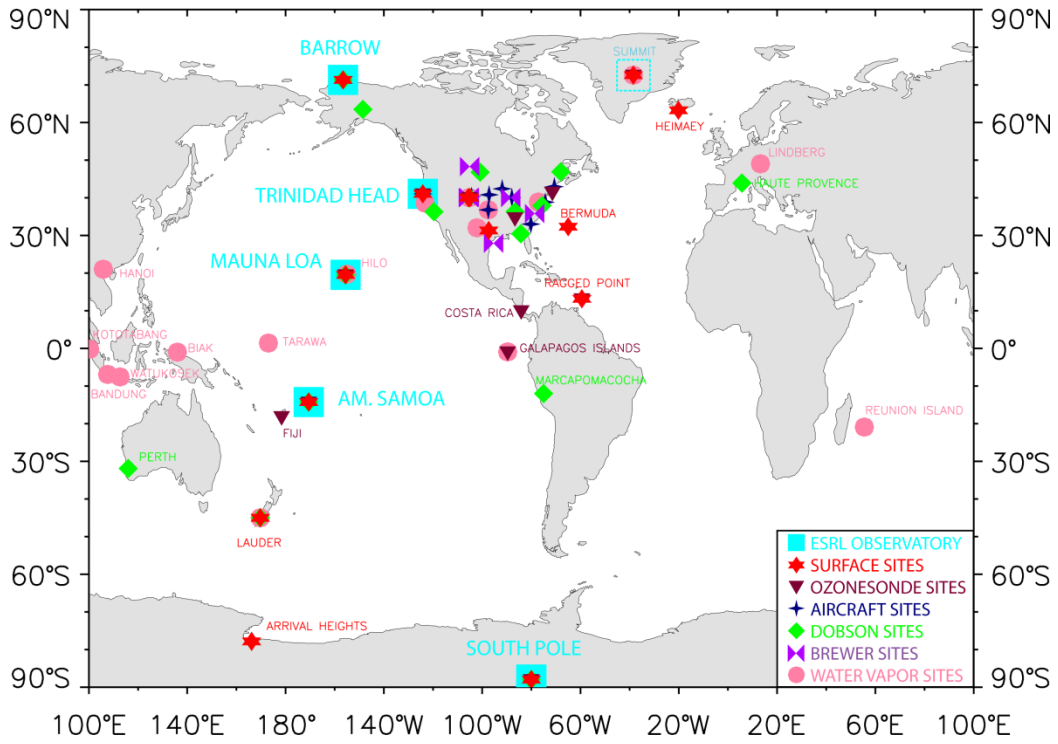 90°N
90°N
BARROW
SUMMIT
60°N
60°N
HEIMAEY
LINDBERG
HAUTE PROVENCE
TRINIDAD HEAD
BERMUDA
30°N
30°N
MAUNA LOA
HILO
HANOI
RAGGED POINT
COSTA RICA
KOTOTABANG
BIAK
TARAWA
0°
GALAPAGOS ISLANDS
0°
WATUKOSEK
BANDUNG
MARCAPOMACOCHA
AM. SAMOA
REUNION ISLAND
FIJI
PERTH
30°S
30°S
LAUDER
ESRL OBSERVATORY
SURFACE SITES
OZONESONDE SITES
60°S
60°S
AIRCRAFT SITES
DOBSON SITES
ARRIVAL HEIGHTS
SOUTH POLE
BREWER SITES
WATER VAPOR SITES
90°S
90°S
100°E 140°E 180°W 140°W 100°W 60°W 20°W 20°E 60°E 100°E